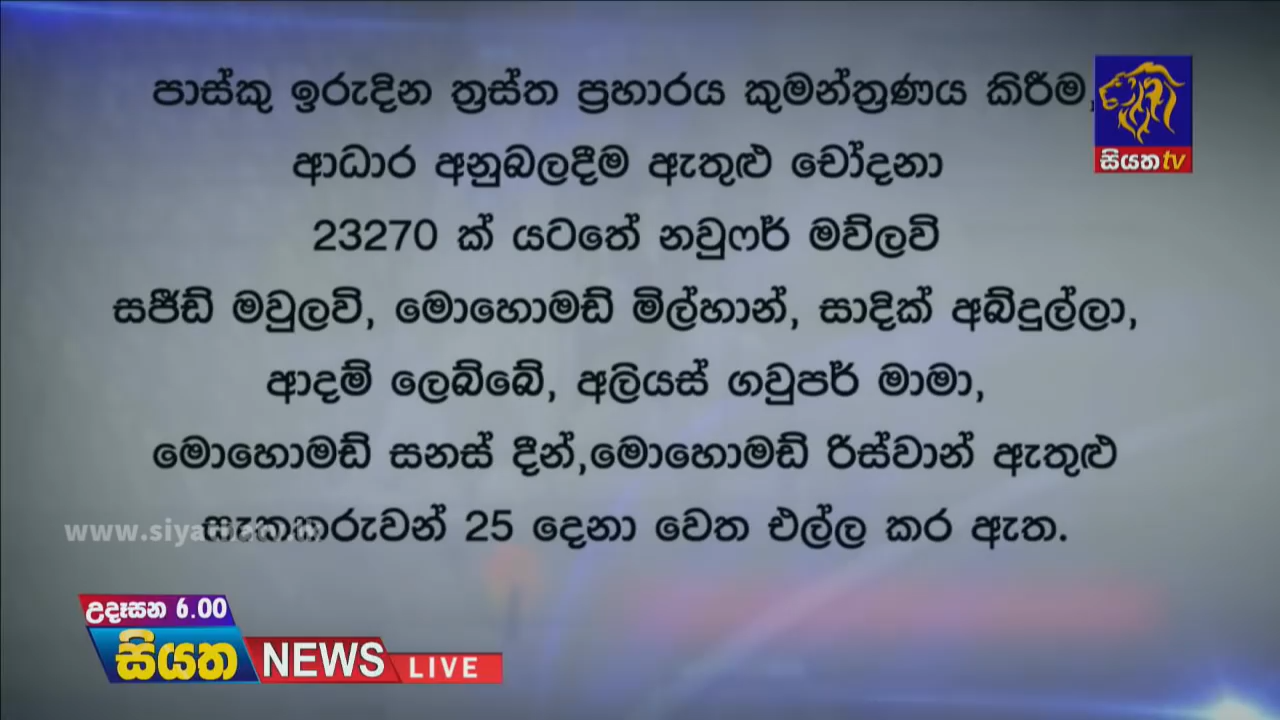 පාස්කු ඉරුදින ත්‍රස්ත ප්‍රහාරය කුමන්ත්‍රණය කිරීම,
ආධාර අනුබලදීම ඇතුළු චෝදනා
23270 ක් යටතේ නවුෆර් මව්ලවි
සජීඩ් මවුලවි, මොහොමඩ් මිල්හාන්, සාදික් අබ්දුල්ලා,
ආදම් ලෙබ්බේ, අලියස් ගවුපර් මාමා,
මොහොමඩ් සනස් දීන්,මොහොමඩ් රිස්වාන් ඇතුළු
සැකකරුවන් 25 දෙනා වෙත එල්ල කර ඇත.
සියත tv
උදෑසන 6.00
සියත NEWS LIVE